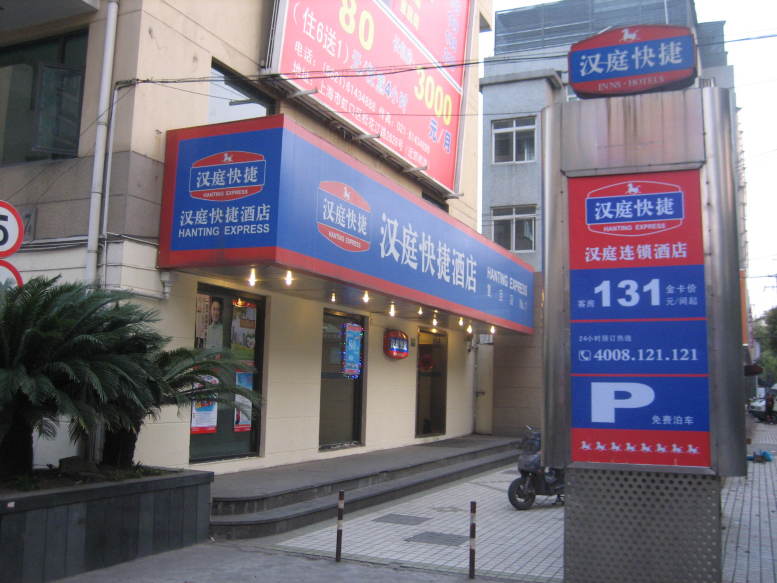 80
(住6送1)
3000
元/月
汉庭快捷
HANTING EXPRESS
汉庭快捷酒店
HANTING EXPRESS
汉庭快捷
HANTING EXPRESS
汉庭快捷酒店
HANTING EXPRESS
汉庭快捷
INNS · HOTELS
汉庭快捷
HANTING EXPRESS
汉庭连锁酒店
客房 131 金卡价
元/间起
24小时预订热线
4008.121.121
P 免费泊车
5